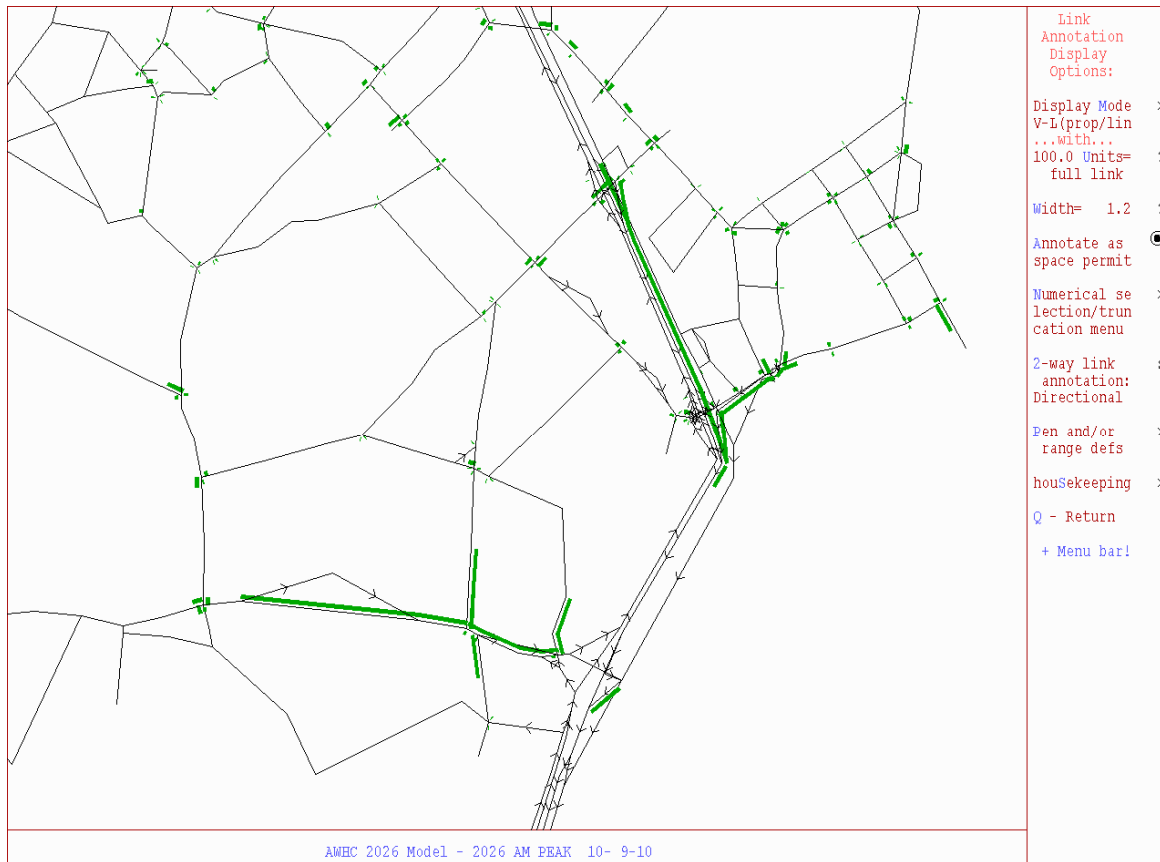 Link
Annotation
Display
Options:
Display Mode
V-L(prop/lin
...with...
100.0 Units=
full link
Width= 1.2
Annotate as
space permit
Numerical se
lection/trun
cation menu
2-way link
annotation:
Directional
Pen and/or
range defs
houSekeeping
Q - Return
+ Menu bar!
AWHC 2026 Model - 2026 AM PEAK 10- 9-10